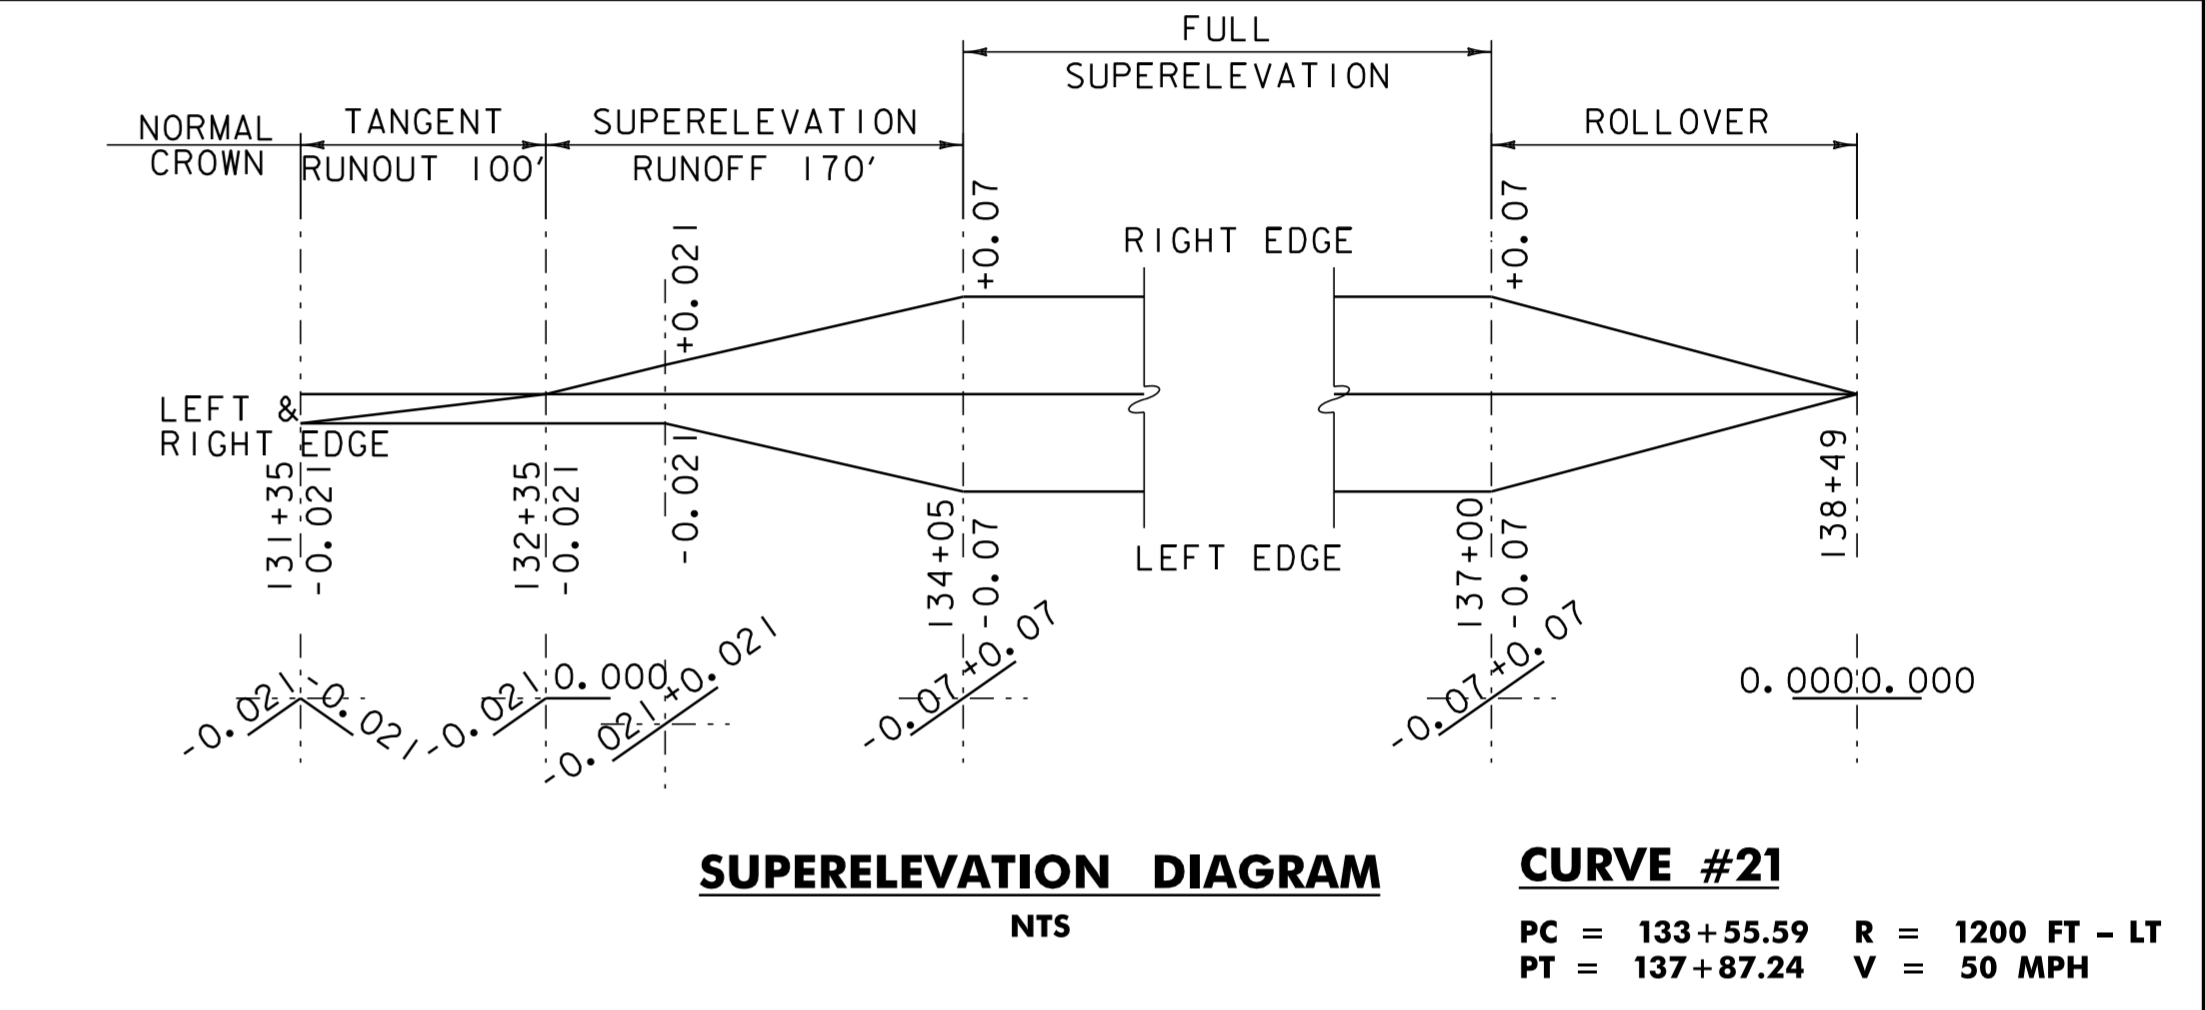 FULL
SUPERELEVATION
NORMAL
CROWN
TANGENT
RUNOUT 100'
SUPERELEVATION
RUNOFF 170'
ROLLOVER
+0.021
+0.07
RIGHT EDGE
+0.07
LEFT &
RIGHT EDGE
131+35
-0.021
132+35
-0.021
-0.021
134+05
-0.07
LEFT EDGE
137+00
-0.07
138+49
-0.021
-0.021
-0.021
0.000
-0.021
+0.021
-0.07
+0.07
-0.07
+0.07
0.000
0.000
SUPERELEVATION DIAGRAM
NTS
CURVE #21
PC = 133+55.59 R = 1200 FT - LT
PT = 137+87.24 V = 50 MPH